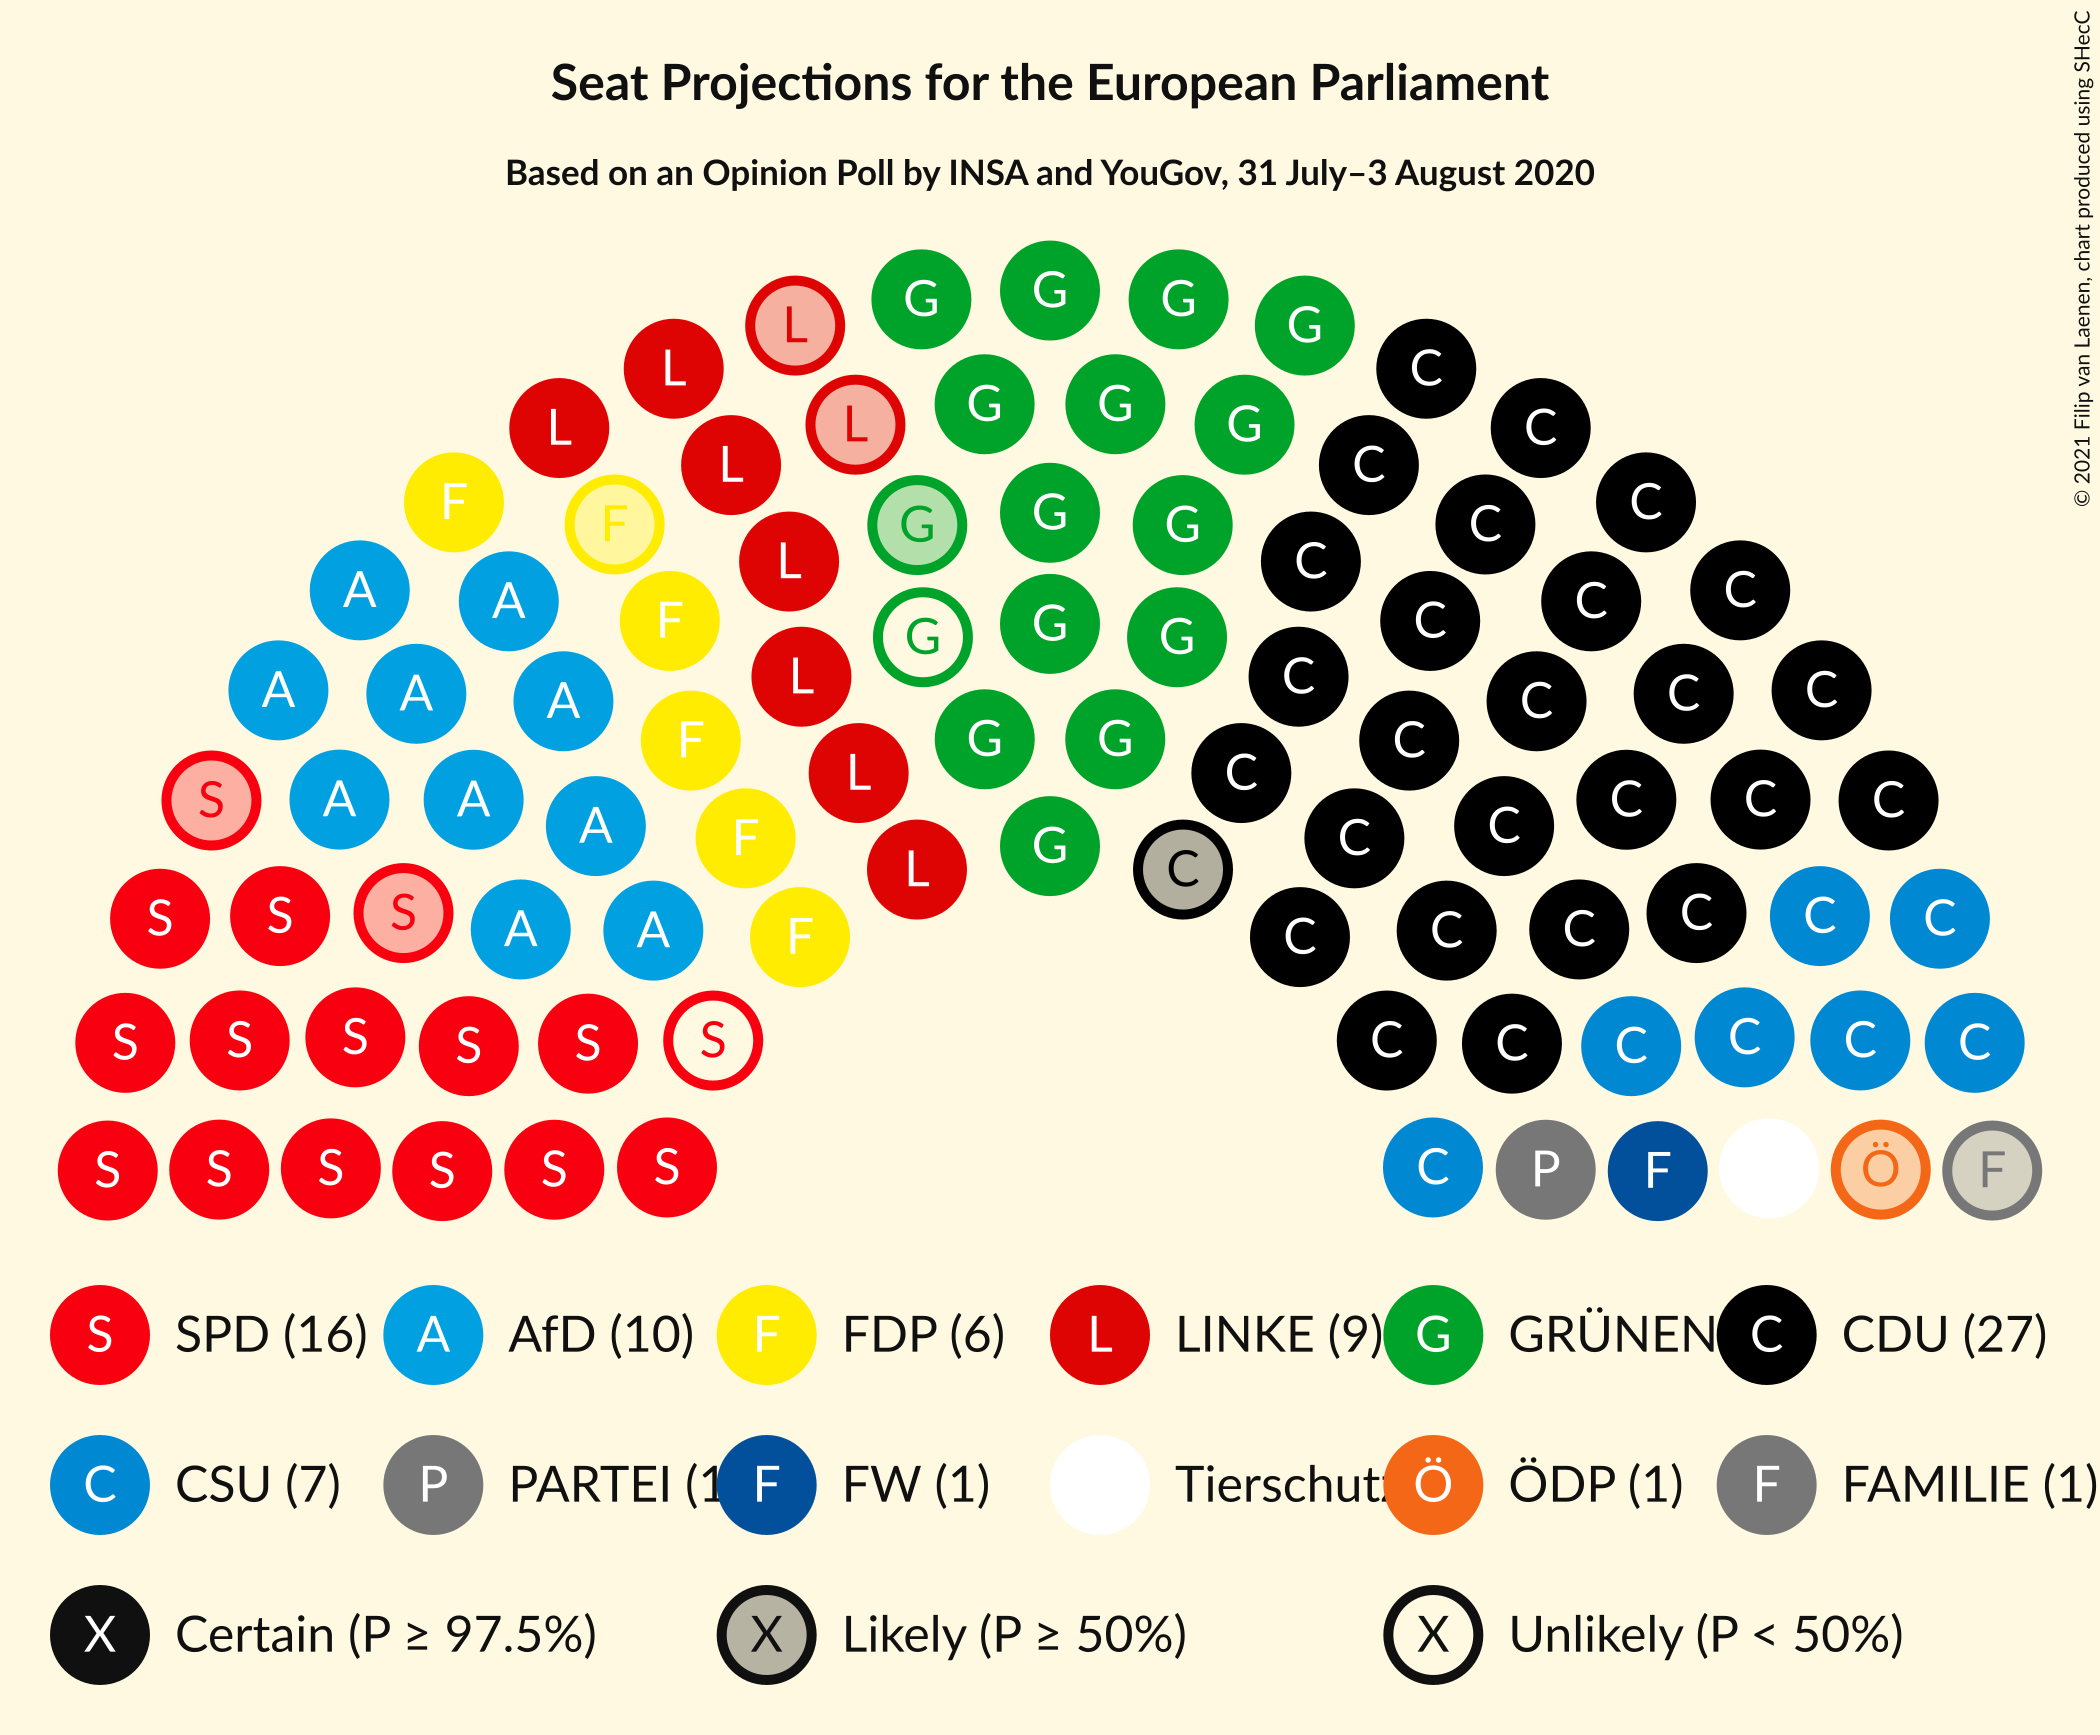 Seat Projections for the European Parliament
Based on an Opinion Poll by INSA and YouGov, 31 July–3 August 2020
© 2021 Filip van Laenen, chart produced using SHecC
G G G
L G
L C
G G
L L G C
L C
F C
F G G G C
L C
A A C C
F G G G C
A A A L C C C C
F G G C
L C
S A A C C C
A F G C C
L C
S S S A A F C C C C C C
S S S S S S C C C C C C
S S S S S S C P F Ö F
S SPD (16) A AfD (10) F FDP (6) L LINKE (9) G GRÜNEN C CDU (27)
C CSU (7) P PARTEI (1 F FW (1) Tierschutz Ö ÖDP (1) F FAMILIE (1)
X Certain (P ≥ 97.5%) X Likely (P ≥ 50%) X Unlikely (P < 50%)